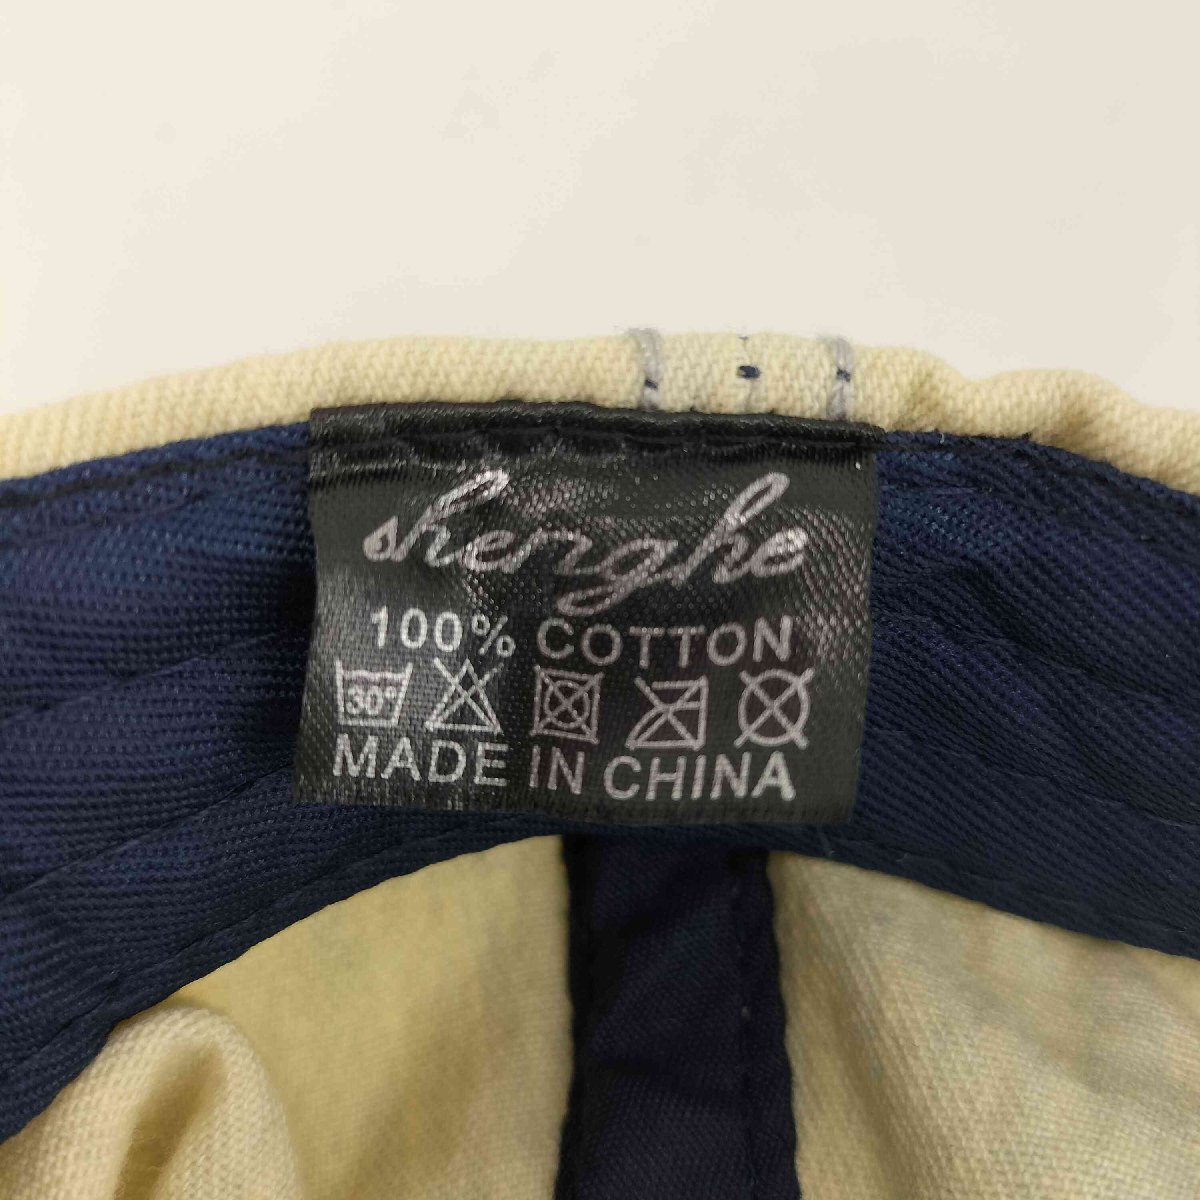 shenghe
100% COTTON
30°
MADE IN CHINA